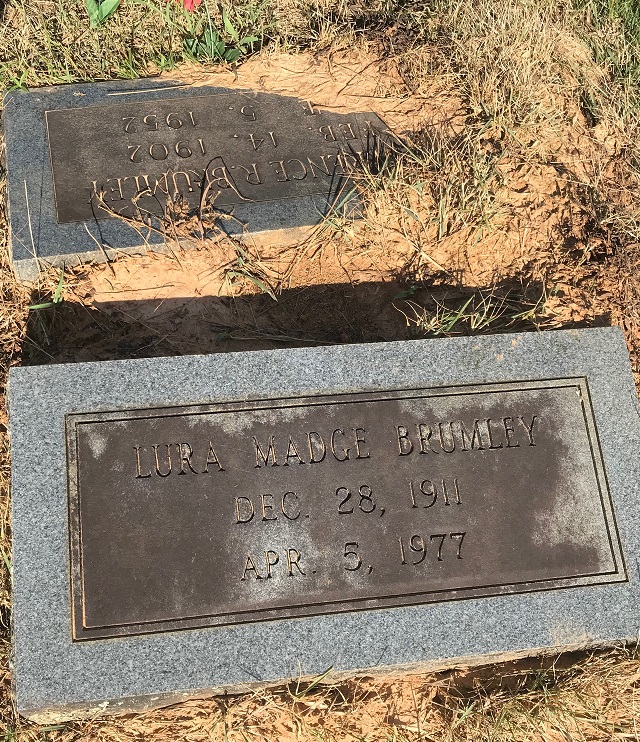 R. BRUMLEY
FEB. 14, 1902
5, 1952
LURA MADGE BRUMLEY
DEC. 28, 1911
APR. 5, 1977